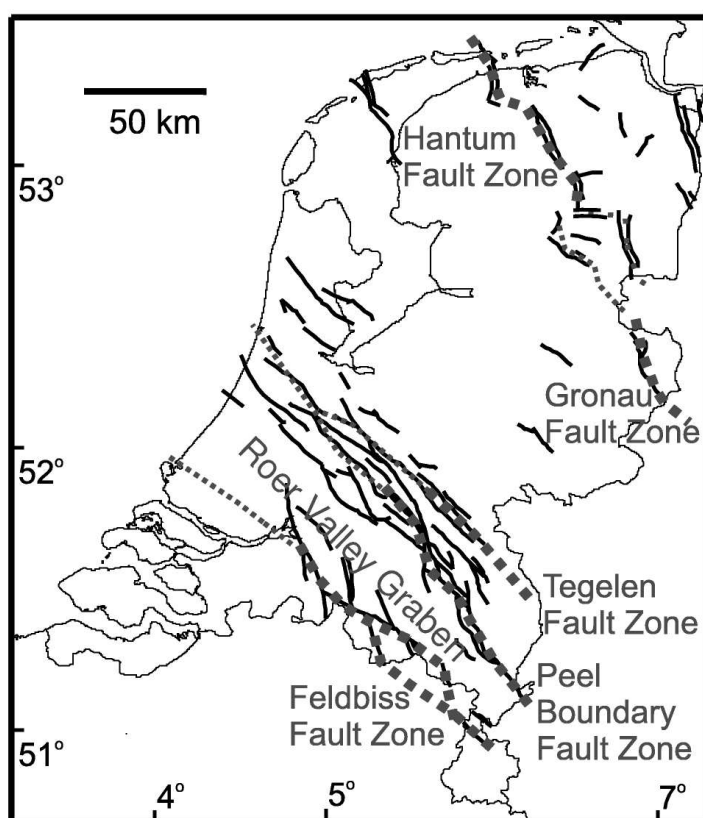 50 km
Hantum
Fault Zone
53°
Gronau
Fault Zone
52°
Roer Valley Graben
Tegelen
Fault Zone
Peel
Boundary
Fault Zone
Feldbiss
Fault Zone
51°
4°
5°
7°